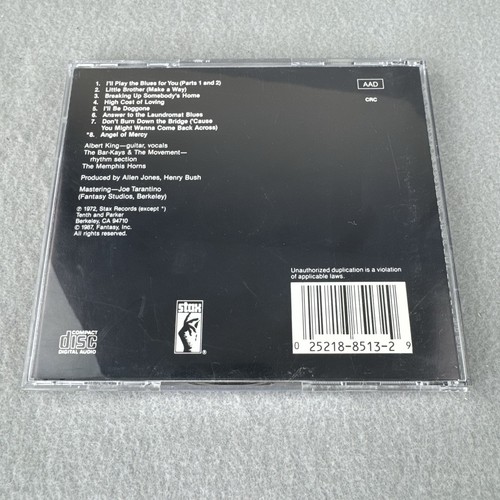 1. I'll Play the Blues for You (Parts 1 and 2)
2. Little Brother (Make a Way)
3. Breaking Up Somebody's Home
4. High Cost of Loving
5. I'll Be Doggone
6. Answer to the Laundromat Blues
7. Don't Burn Down the Bridge ('Cause
You Might Wanna Come Back Across)
*8. Angel of Mercy
Albert King—guitar, vocals
The Bar-Kays & The Movement—
rhythm section
The Memphis Horns
Produced by Allen Jones, Henry Bush
Mastering—Joe Tarantino
(Fantasy Studios, Berkeley)
℗ 1972, Stax Records (except *)
Tenth and Parker
Berkeley, CA 94710
© 1987, Fantasy, Inc.
All rights reserved.
AAD
CRC
Unauthorized duplication is a violation
of applicable laws.
COMPACT
disc
DIGITAL AUDIO
stax
®
0 25218-8513-2 9